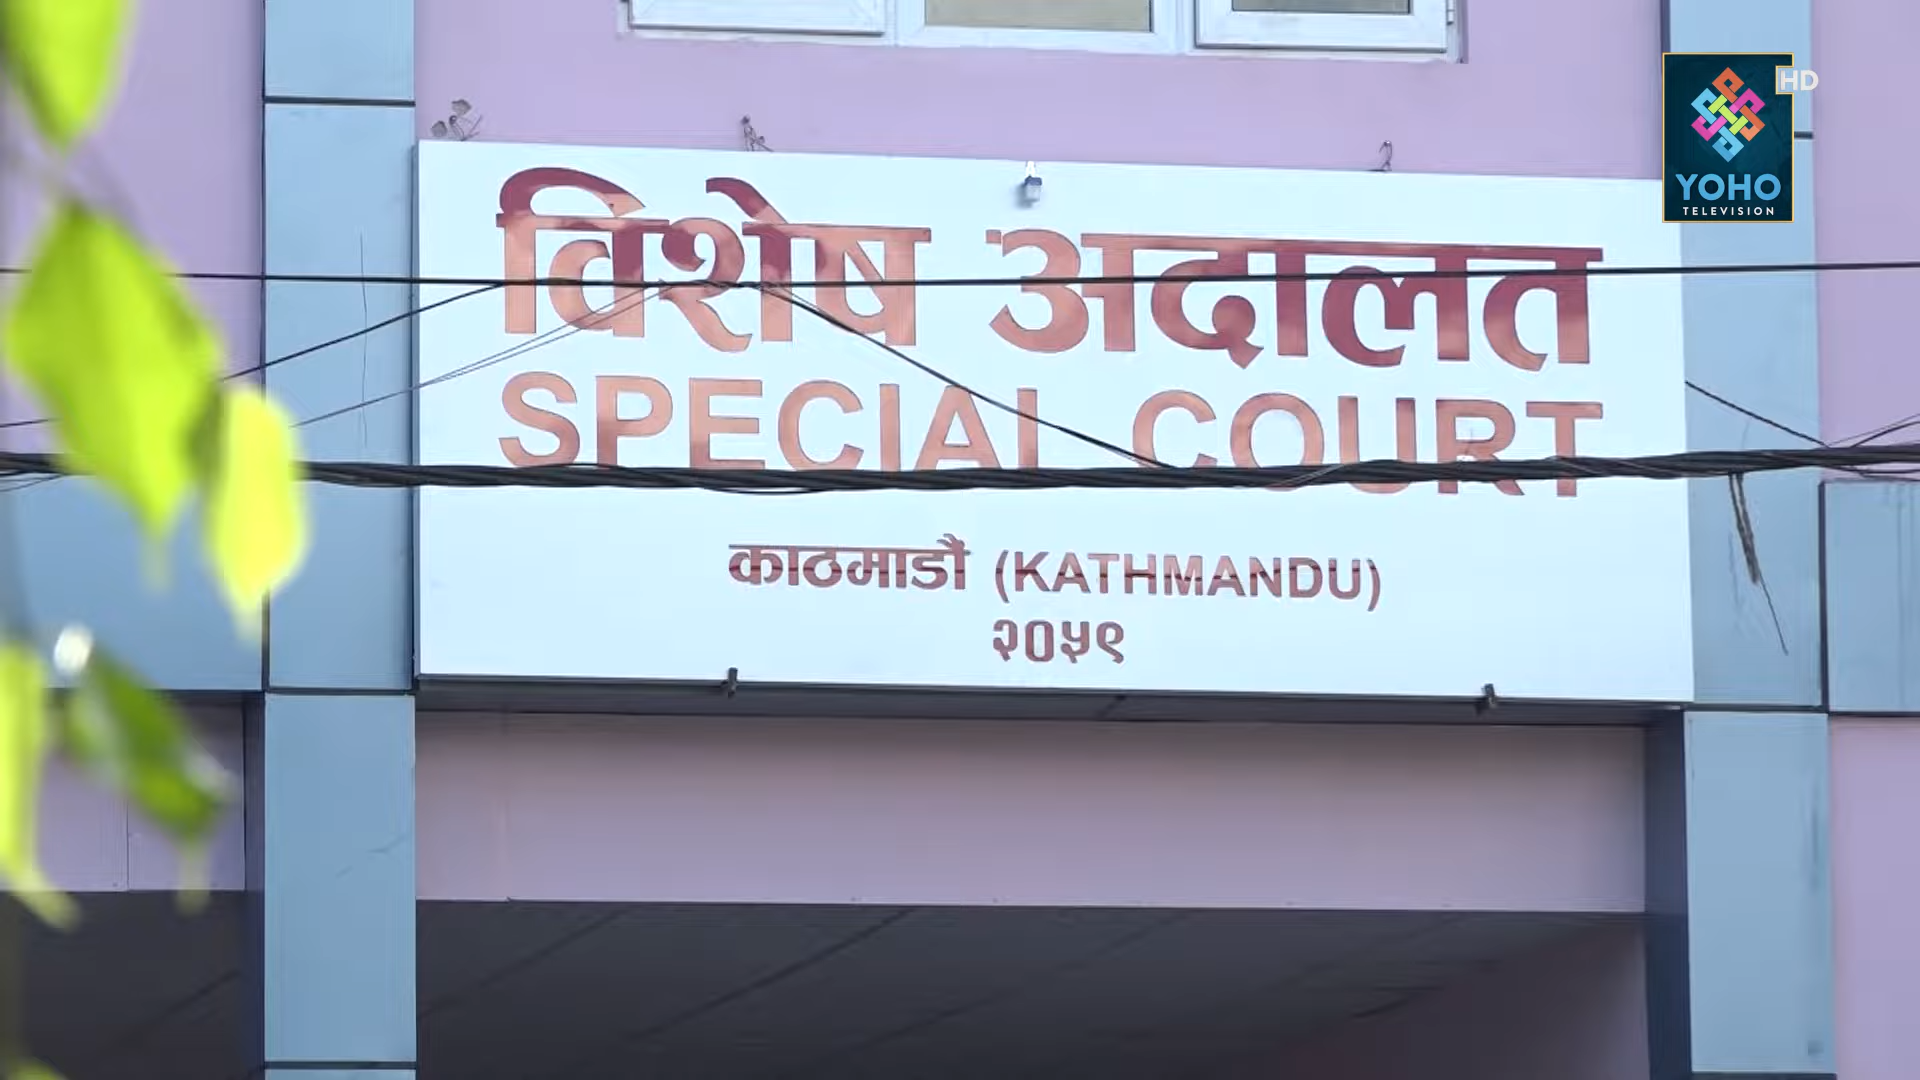 HD
YOHO
TELEVISION
विशेष अदालत
SPECIAL COURT
काठमाडौं (KATHMANDU)
२०५९